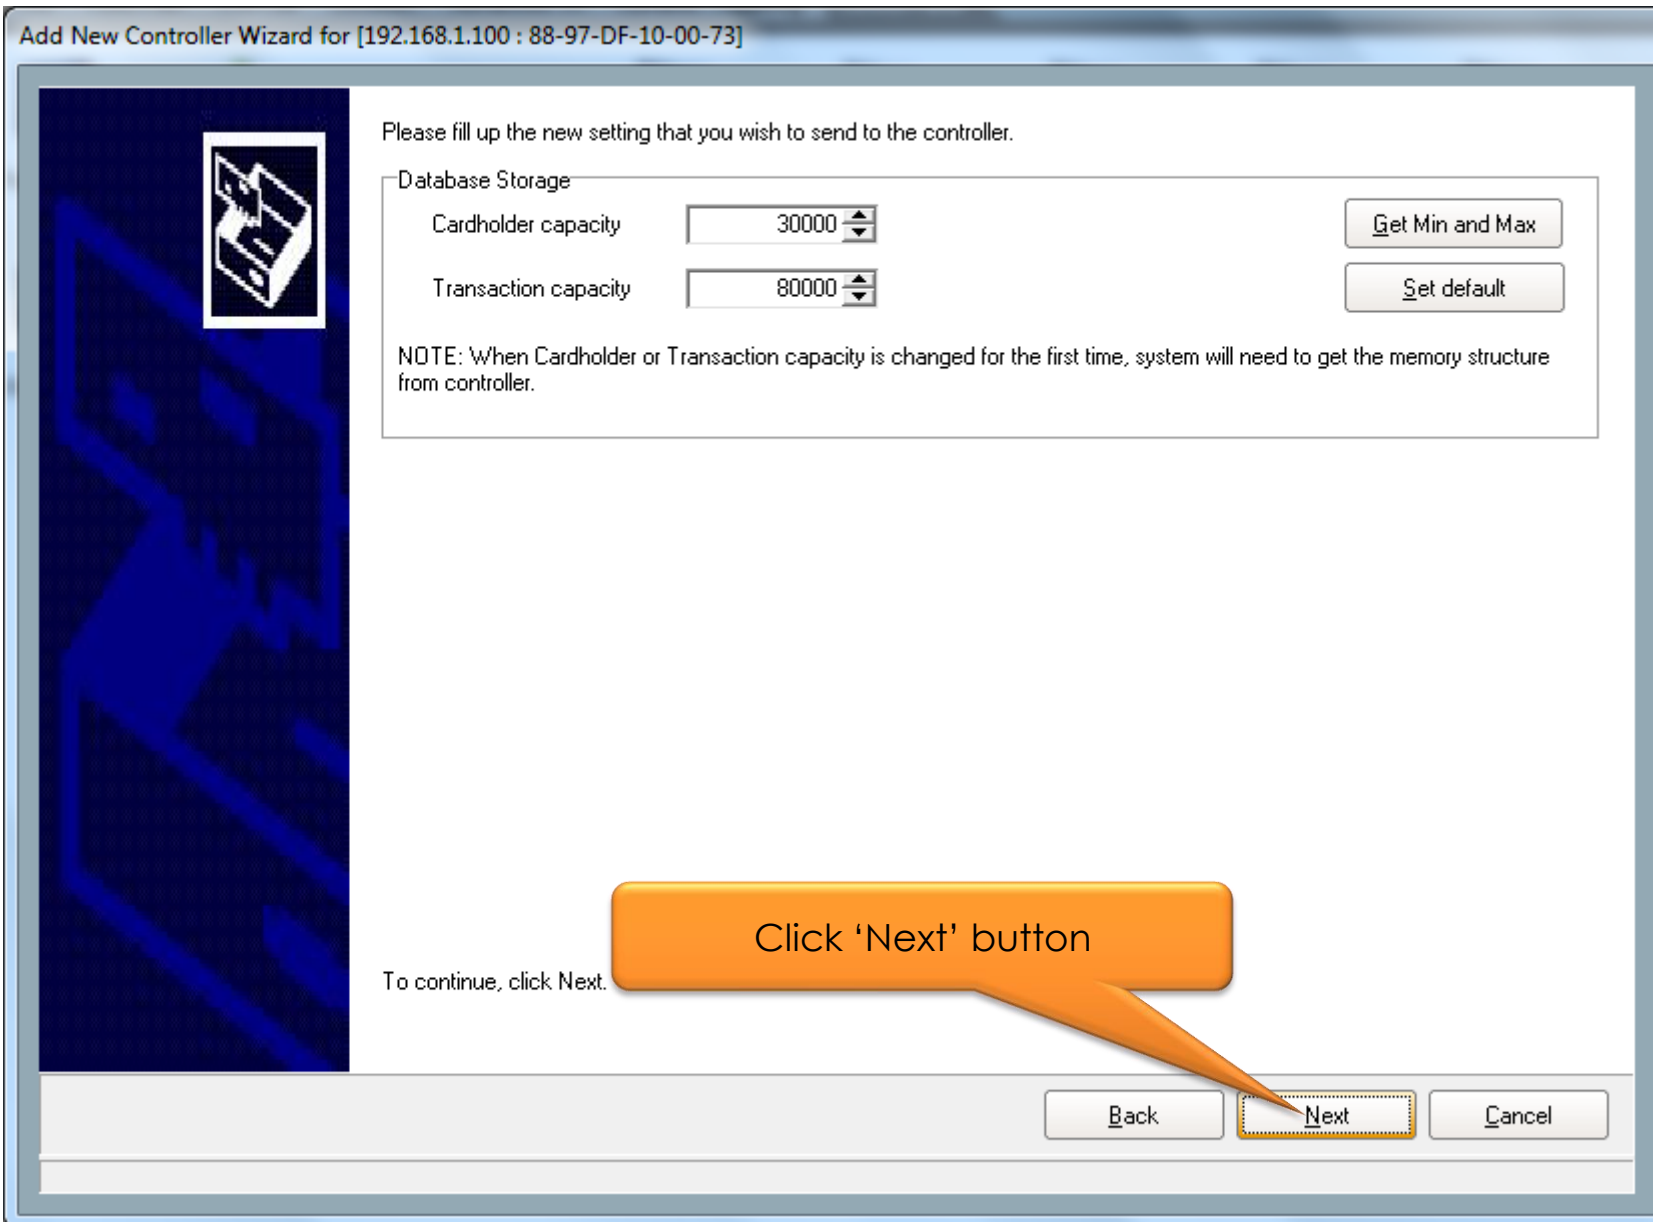 Add New Controller Wizard for [192.168.1.100 : 88-97-DF-10-00-73]
Please fill up the new setting that you wish to send to the controller.
Database Storage
Cardholder capacity 30000 Get Min and Max
Transaction capacity 80000 Set default
NOTE: When Cardholder or Transaction capacity is changed for the first time, system will need to get the memory structure
from controller.
Click ‘Next’ button
To continue, click Next.
Back Next Cancel